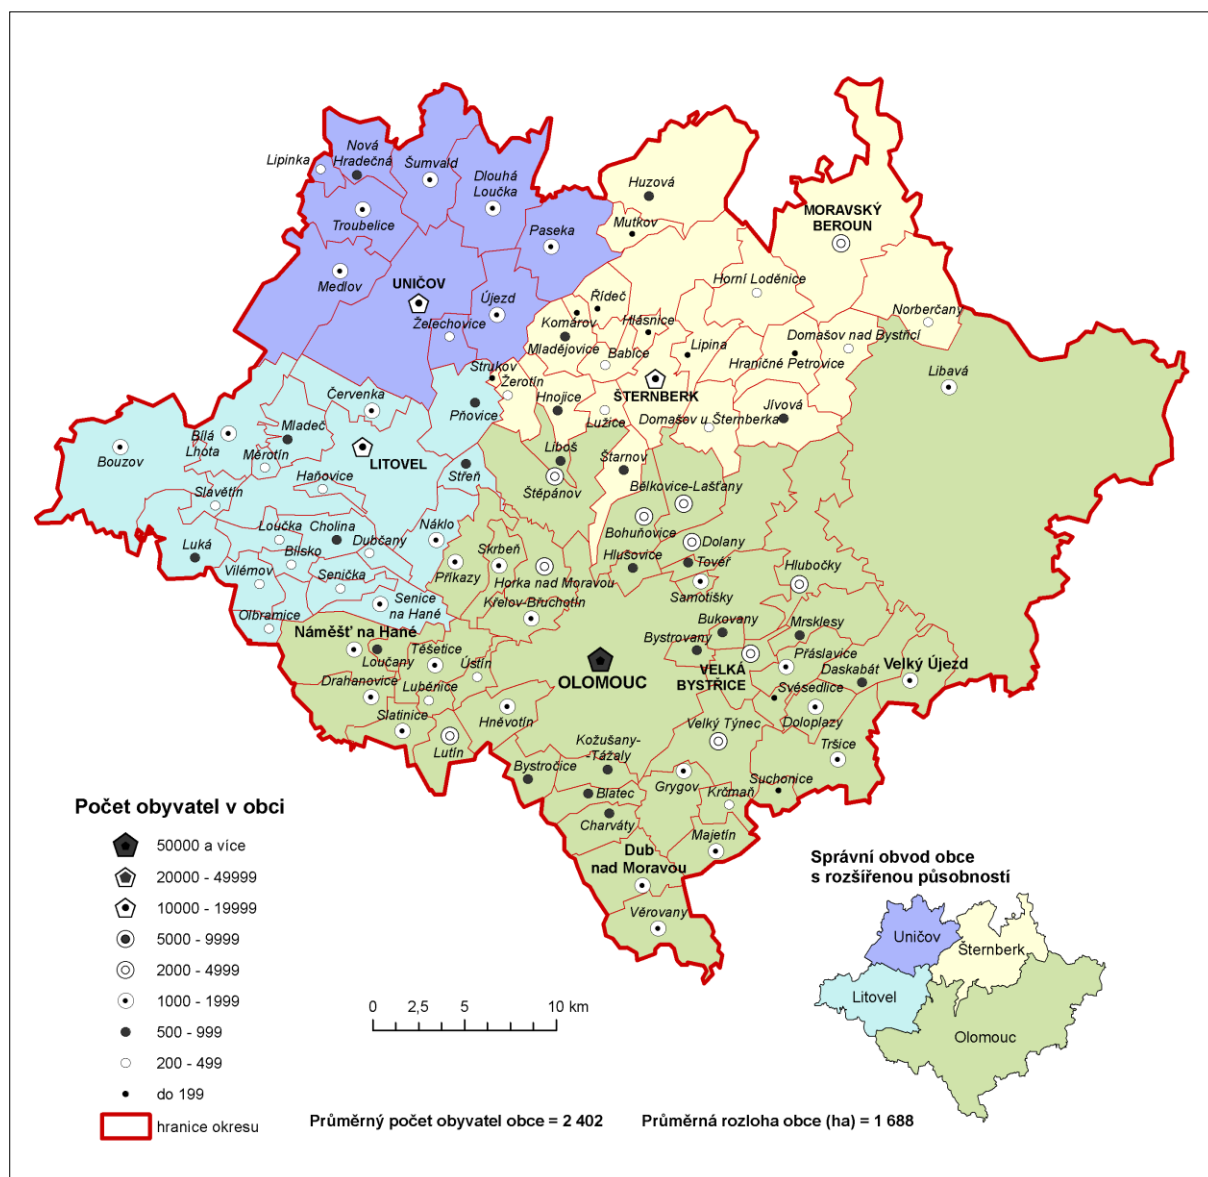 Nová
Hradečná
Lipinka
Šumvald
Dlouhá
Loučka
Troubelice
Paseka
Medlov
UNIČOV
Újezd
Želechovice
Huzová
Mutkov
MORAVSKÝ
BEROUN
Horní Loděnice
Norberčany
Řídeč
Komárov
Hlásnice
Mladějovice
Babice
Lipina
Domašov nad Bystřicí
Hraničné Petrovice
Strukov
Žerotín
Hnojice
ŠTERNBERK
Lužice
Domašov u Šternberka
Jívová
Libavá
Červenka
Pňovice
Mladeč
Bílá
Lhota
Bouzov
Měrotín
LITOVEL
Haňovice
Střeň
Slavětín
Liboš
Štěpánov
Štarnov
Bělkovice-Lašťany
Bohuňovice
Dolany
Loučka
Cholina
Náklo
Luká
Bílsko
Dubčany
Skrbeň
Hlušovice
Tovéř
Hlubočky
Vilémov
Senička
Příkazy
Horka nad Moravou
Samotišky
Senice
na Hané
Olbramice
Křelov-Břuchotín
Bukovany
Mrsklesy
Náměšť na Hané
Bystrovany
Přáslavice
Loučany
Těšetice
Ústín
OLOMOUC
VELKÁ
BYSTŘICE
Daskabát
Velký Újezd
Drahanovice
Luběnice
Svésedlice
Slatinice
Hněvotín
Velký Týnec
Doloplazy
Lutín
Kožušany-
-Tážaly
Tršice
Bystročice
Grygov
Suchonice
Blatec
Krčmaň
Charváty
Majetín
Dub
nad Moravou
Věrovany
Počet obyvatel v obci
50000 a více
20000 - 49999
10000 - 19999
5000 - 9999
2000 - 4999
1000 - 1999
500 - 999
200 - 499
do 199
hranice okresu
0 2,5 5 10 km
Průměrný počet obyvatel obce = 2 402
Průměrná rozloha obce (ha) = 1 688
Správní obvod obce
s rozšířenou působností
Uničov
Šternberk
Litovel
Olomouc